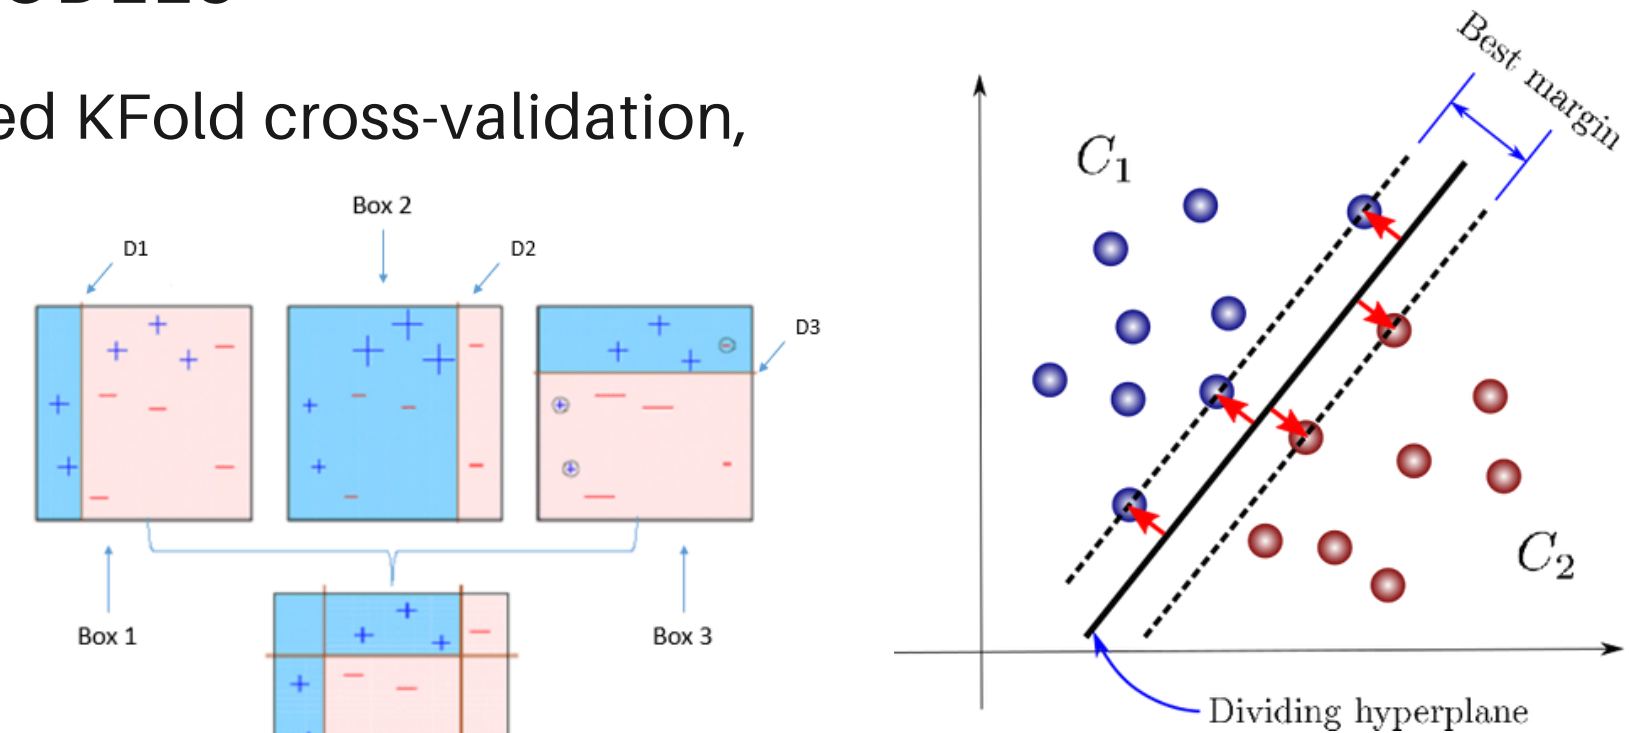 ed KFold cross-validation,
Box 2
D1
D2
D3
Box 1
Box 3
Best margin
C₁
C₂
Dividing hyperplane